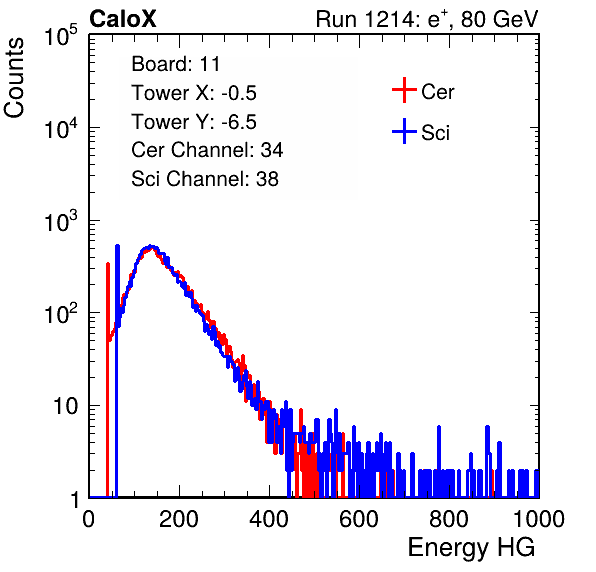 CaloX Run 1214: e⁺, 80 GeV
Counts
10⁵
10⁴
10³
10²
10
1
Board: 11
Tower X: -0.5
Tower Y: -6.5
Cer Channel: 34
Sci Channel: 38
Cer
Sci
0 200 400 600 800 1000
Energy HG